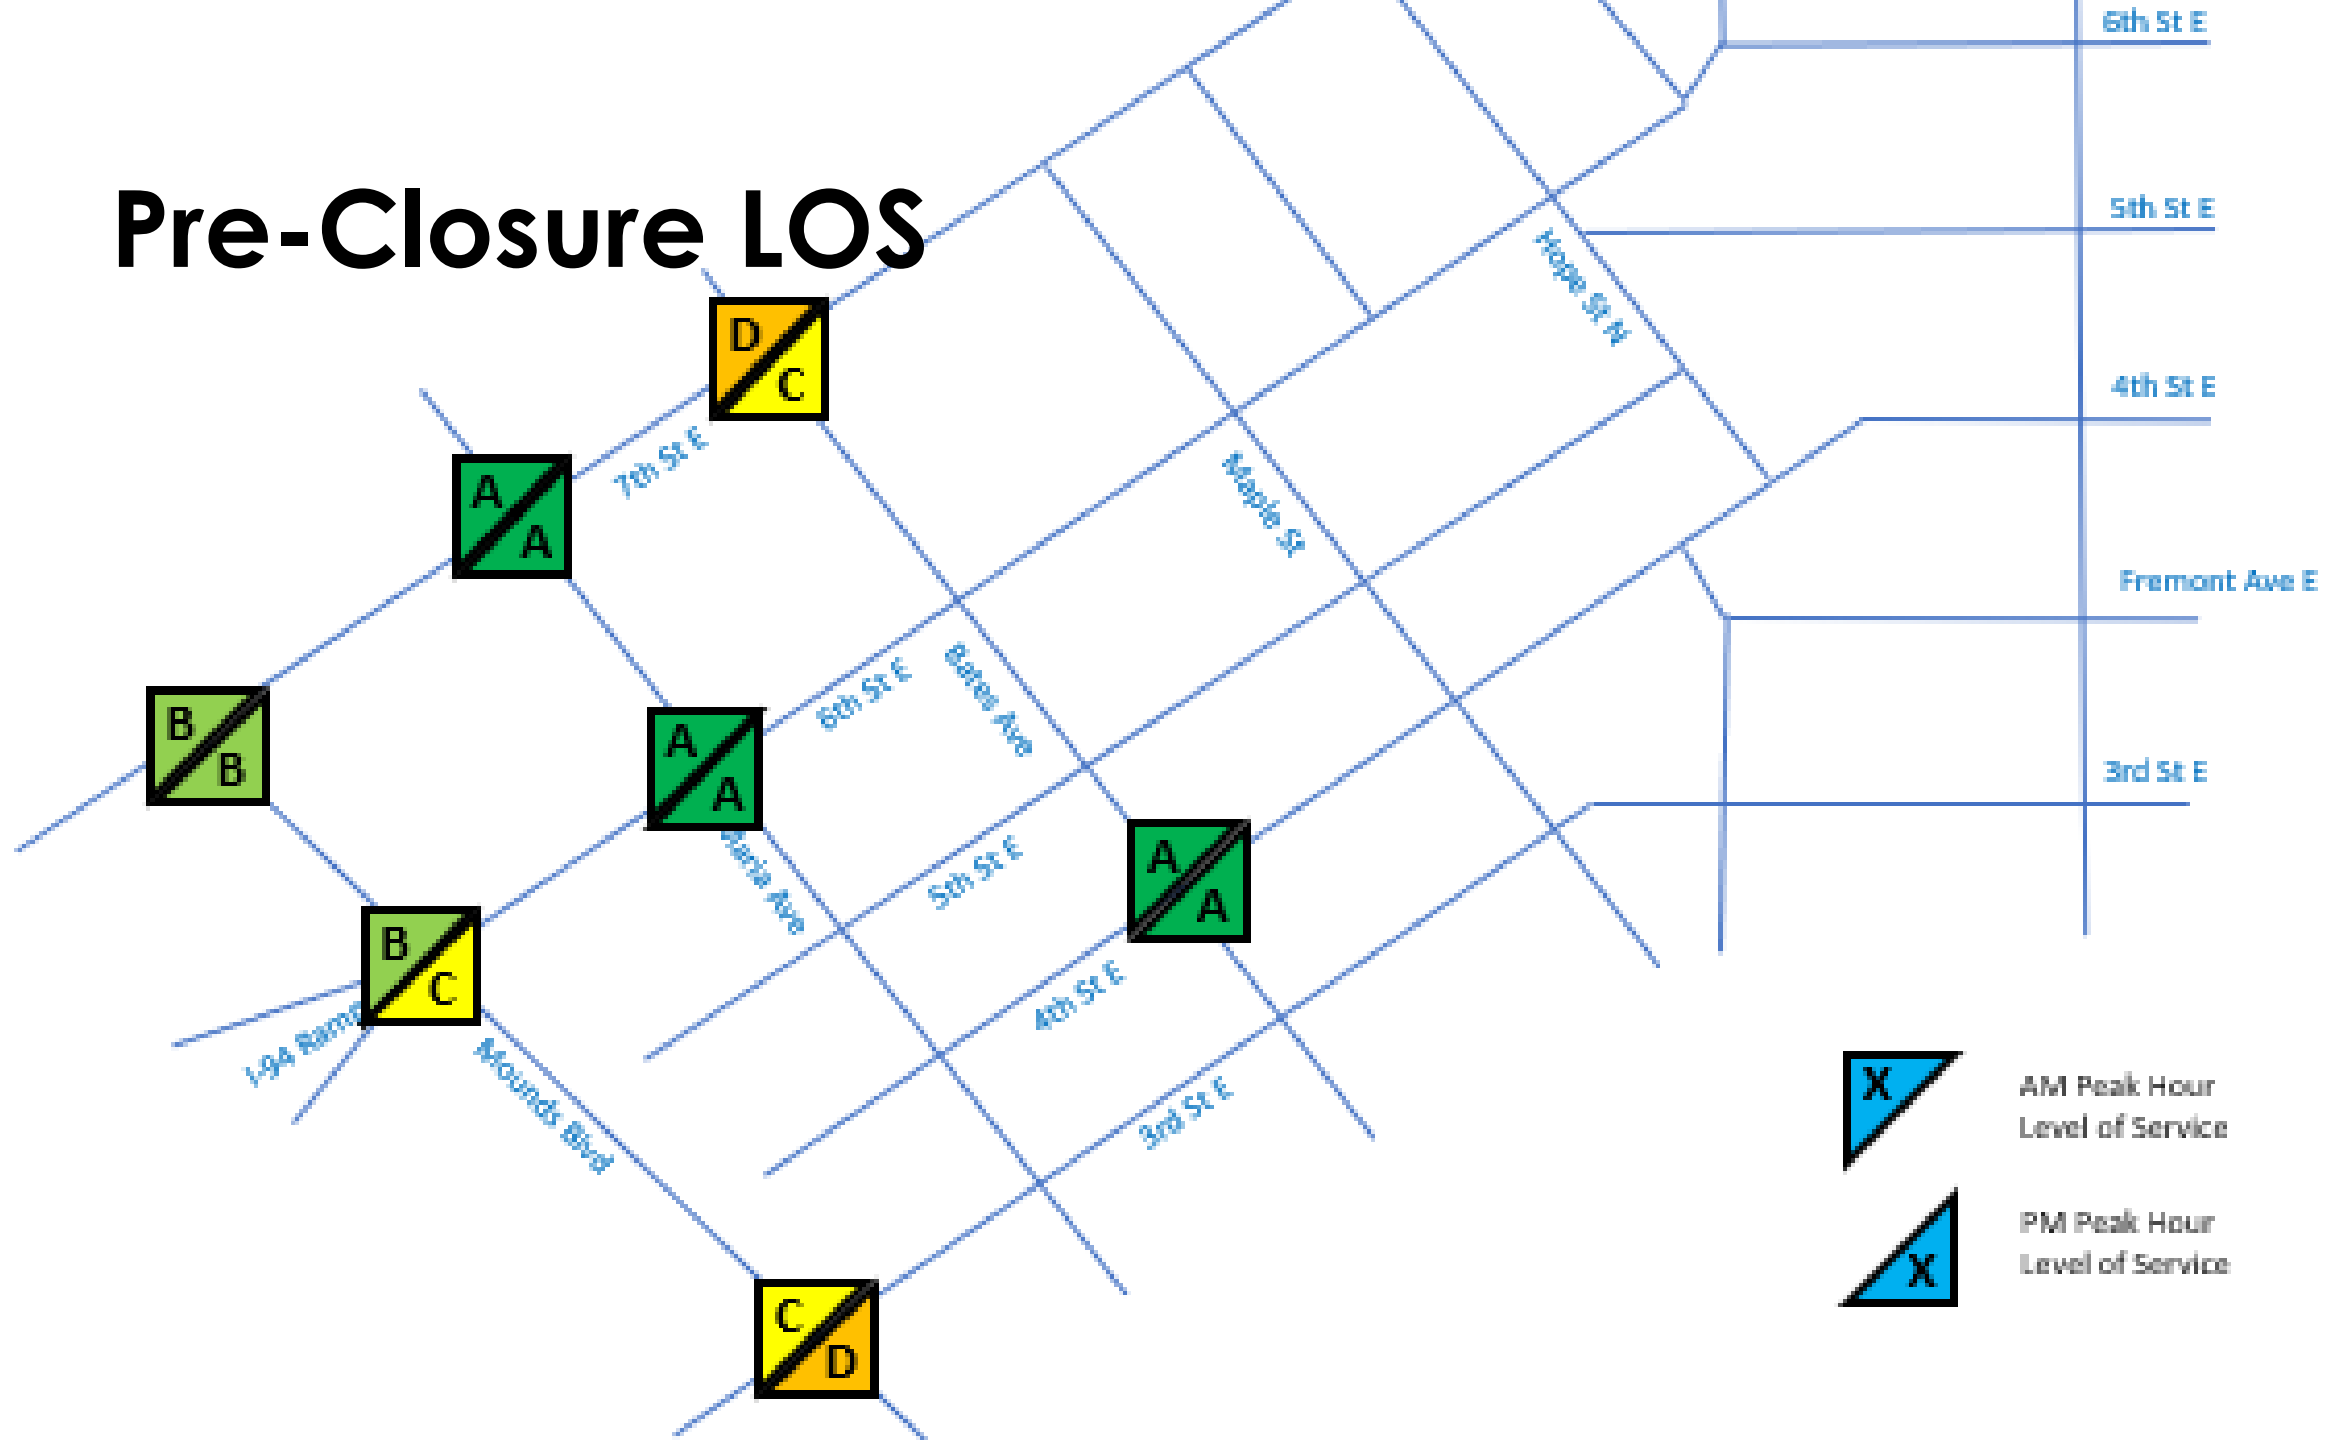 6th St E
5th St E
Pre-Closure LOS
Hope St N
D
C
4th St E
7th St E
A
A
Maple St
Fremont Ave E
6th St E
Bates Ave
B
B
A
A
3rd St E
Maria Ave
5th St E
A
A
B
C
4th St E
I-94 Ramp
Mounds Blvd
3rd St E
X
AM Peak Hour
Level of Service
X
PM Peak Hour
Level of Service
C
D